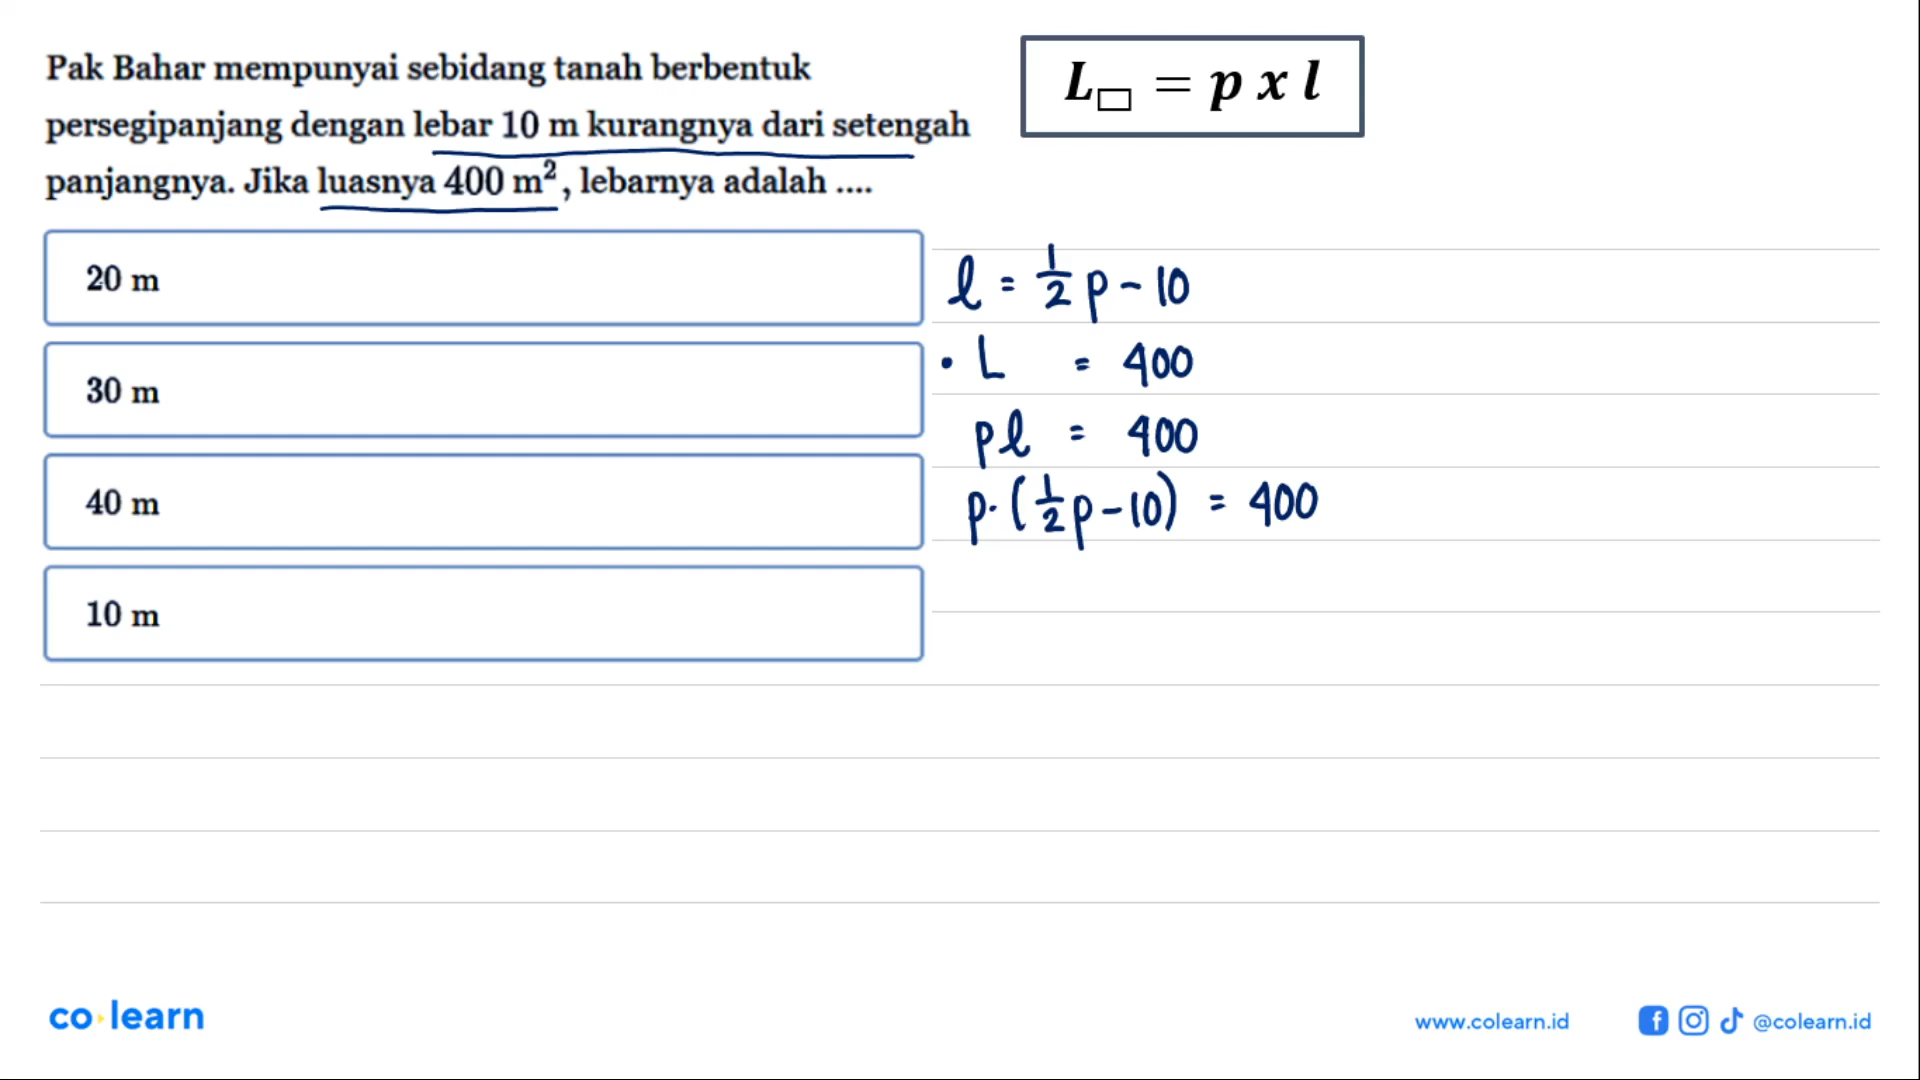 Pak Bahar mempunyai sebidang tanah berbentuk
persegipanjang dengan lebar 10 m kurangnya dari setengah
panjangnya. Jika luasnya 400 m², lebarnya adalah ....
L▭ = p x l
20 m
30 m
40 m
10 m
l = 1/2 p - 10
• L = 400
pl = 400
p. (1/2 p - 10) = 400
co learn
www.colearn.id
@colearn.id